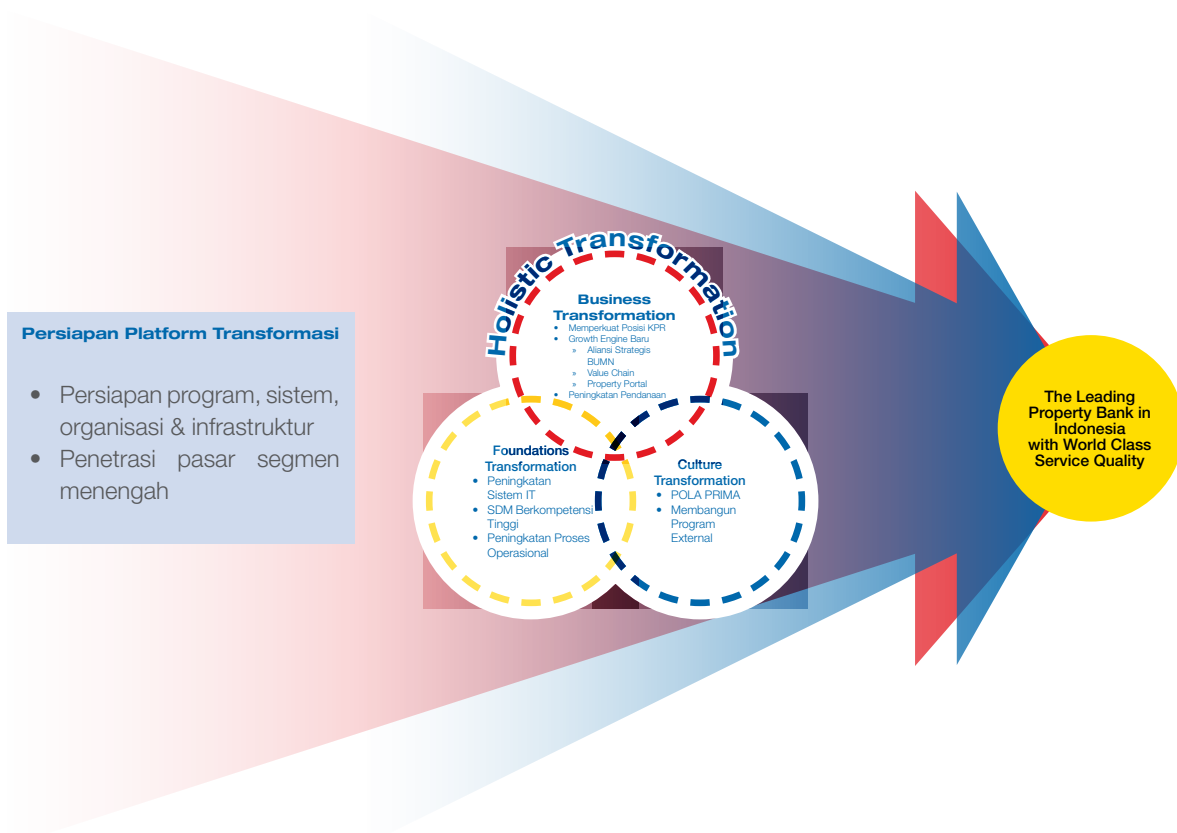 Persiapan Platform Transformasi
• Persiapan program, sistem,
organisasi & infrastruktur
• Penetrasi pasar segmen
menengah
Holistic Transformation
Business
Transformation
• Memperkuat Posisi KPR
• Growth Engine Baru
» Aliansi Strategis
BUMN
» Value Chain
» Property Portal
• Peningkatan Pendanaan
Foundations
Transformation
• Peningkatan
Sistem IT
• SDM Berkompetensi
Tinggi
• Peningkatan Proses
Operasional
Culture
Transformation
• POLA PRIMA
• Membangun
Program
External
The Leading
Property Bank in
Indonesia
with World Class
Service Quality